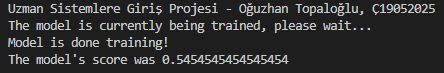 Uzman Sistemlere Giriş Projesi - Oğuzhan Topaloğlu, Ç19052025
The model is currently being trained, please wait...
Model is done training!
The model's score was 0.5454545454545454